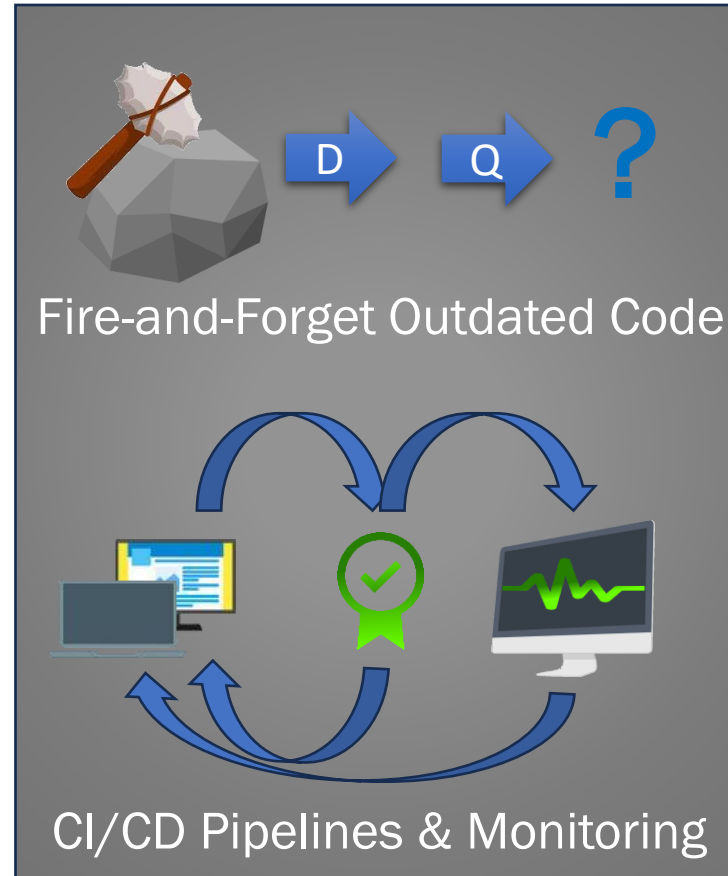 D Q ?
Fire-and-Forget Outdated Code
CI/CD Pipelines & Monitoring